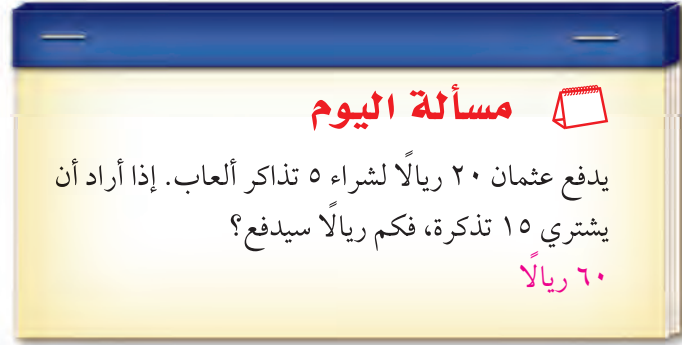 مسألة اليوم
يدفع عثمان ٢٠ ريالًا لشراء ٥ تذاكر ألعاب. إذا أراد أن
يشتري ١٥ تذكرة، فكم ريالًا سيدفع؟
٦٠ ريالًا